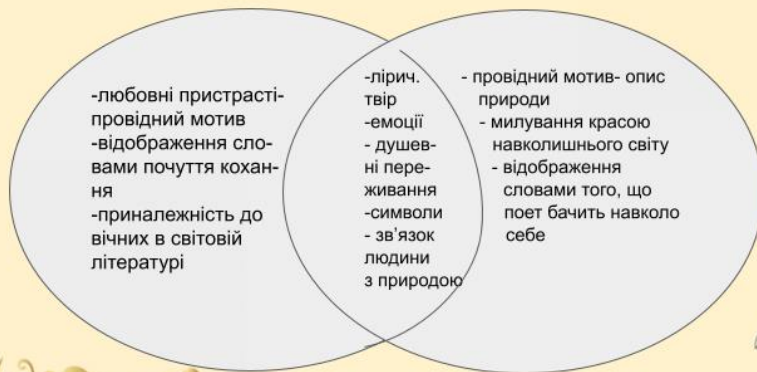 -любовні пристрасті-
провідний мотив
-відображення сло-
вами почуття кохан-
ня
-приналежність до
вічних в світовій
літературі
-лірич.
твір
-емоції
- душев-
ні пере-
живання
-символи
- зв’язок
людини
з природою
- провідний мотив- опис
природи
- милування красою
навколишнього світу
- відображення
словами того, що
поет бачить навколо
себе